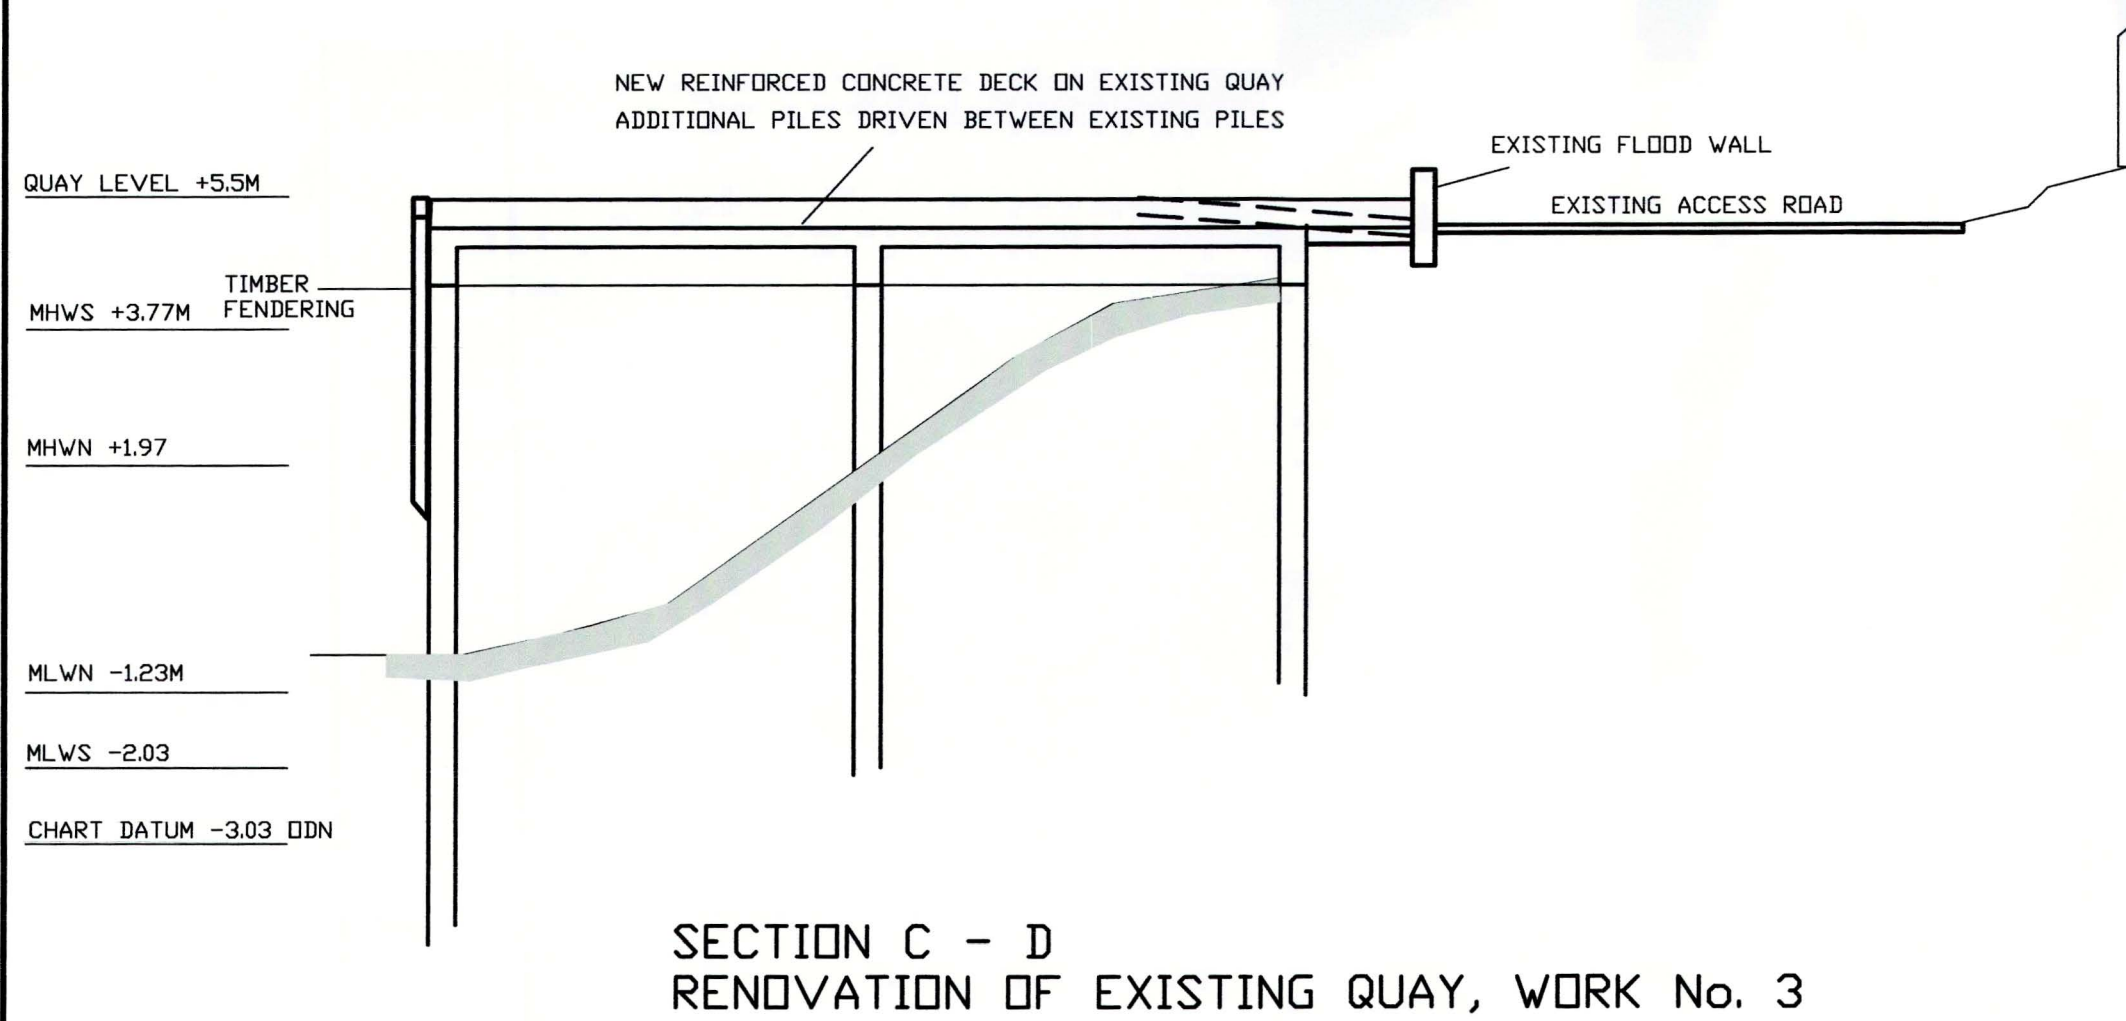 NEW REINFORCED CONCRETE DECK ON EXISTING QUAY
ADDITIONAL PILES DRIVEN BETWEEN EXISTING PILES
EXISTING FLOOD WALL
QUAY LEVEL +5.5M
EXISTING ACCESS ROAD
TIMBER
FENDERING
MHWS +3.77M
MHWN +1.97
MLWN -1.23M
MLWS -2.03
CHART DATUM -3.03 ODN
SECTION C - D
RENOVATION OF EXISTING QUAY, WORK No. 3